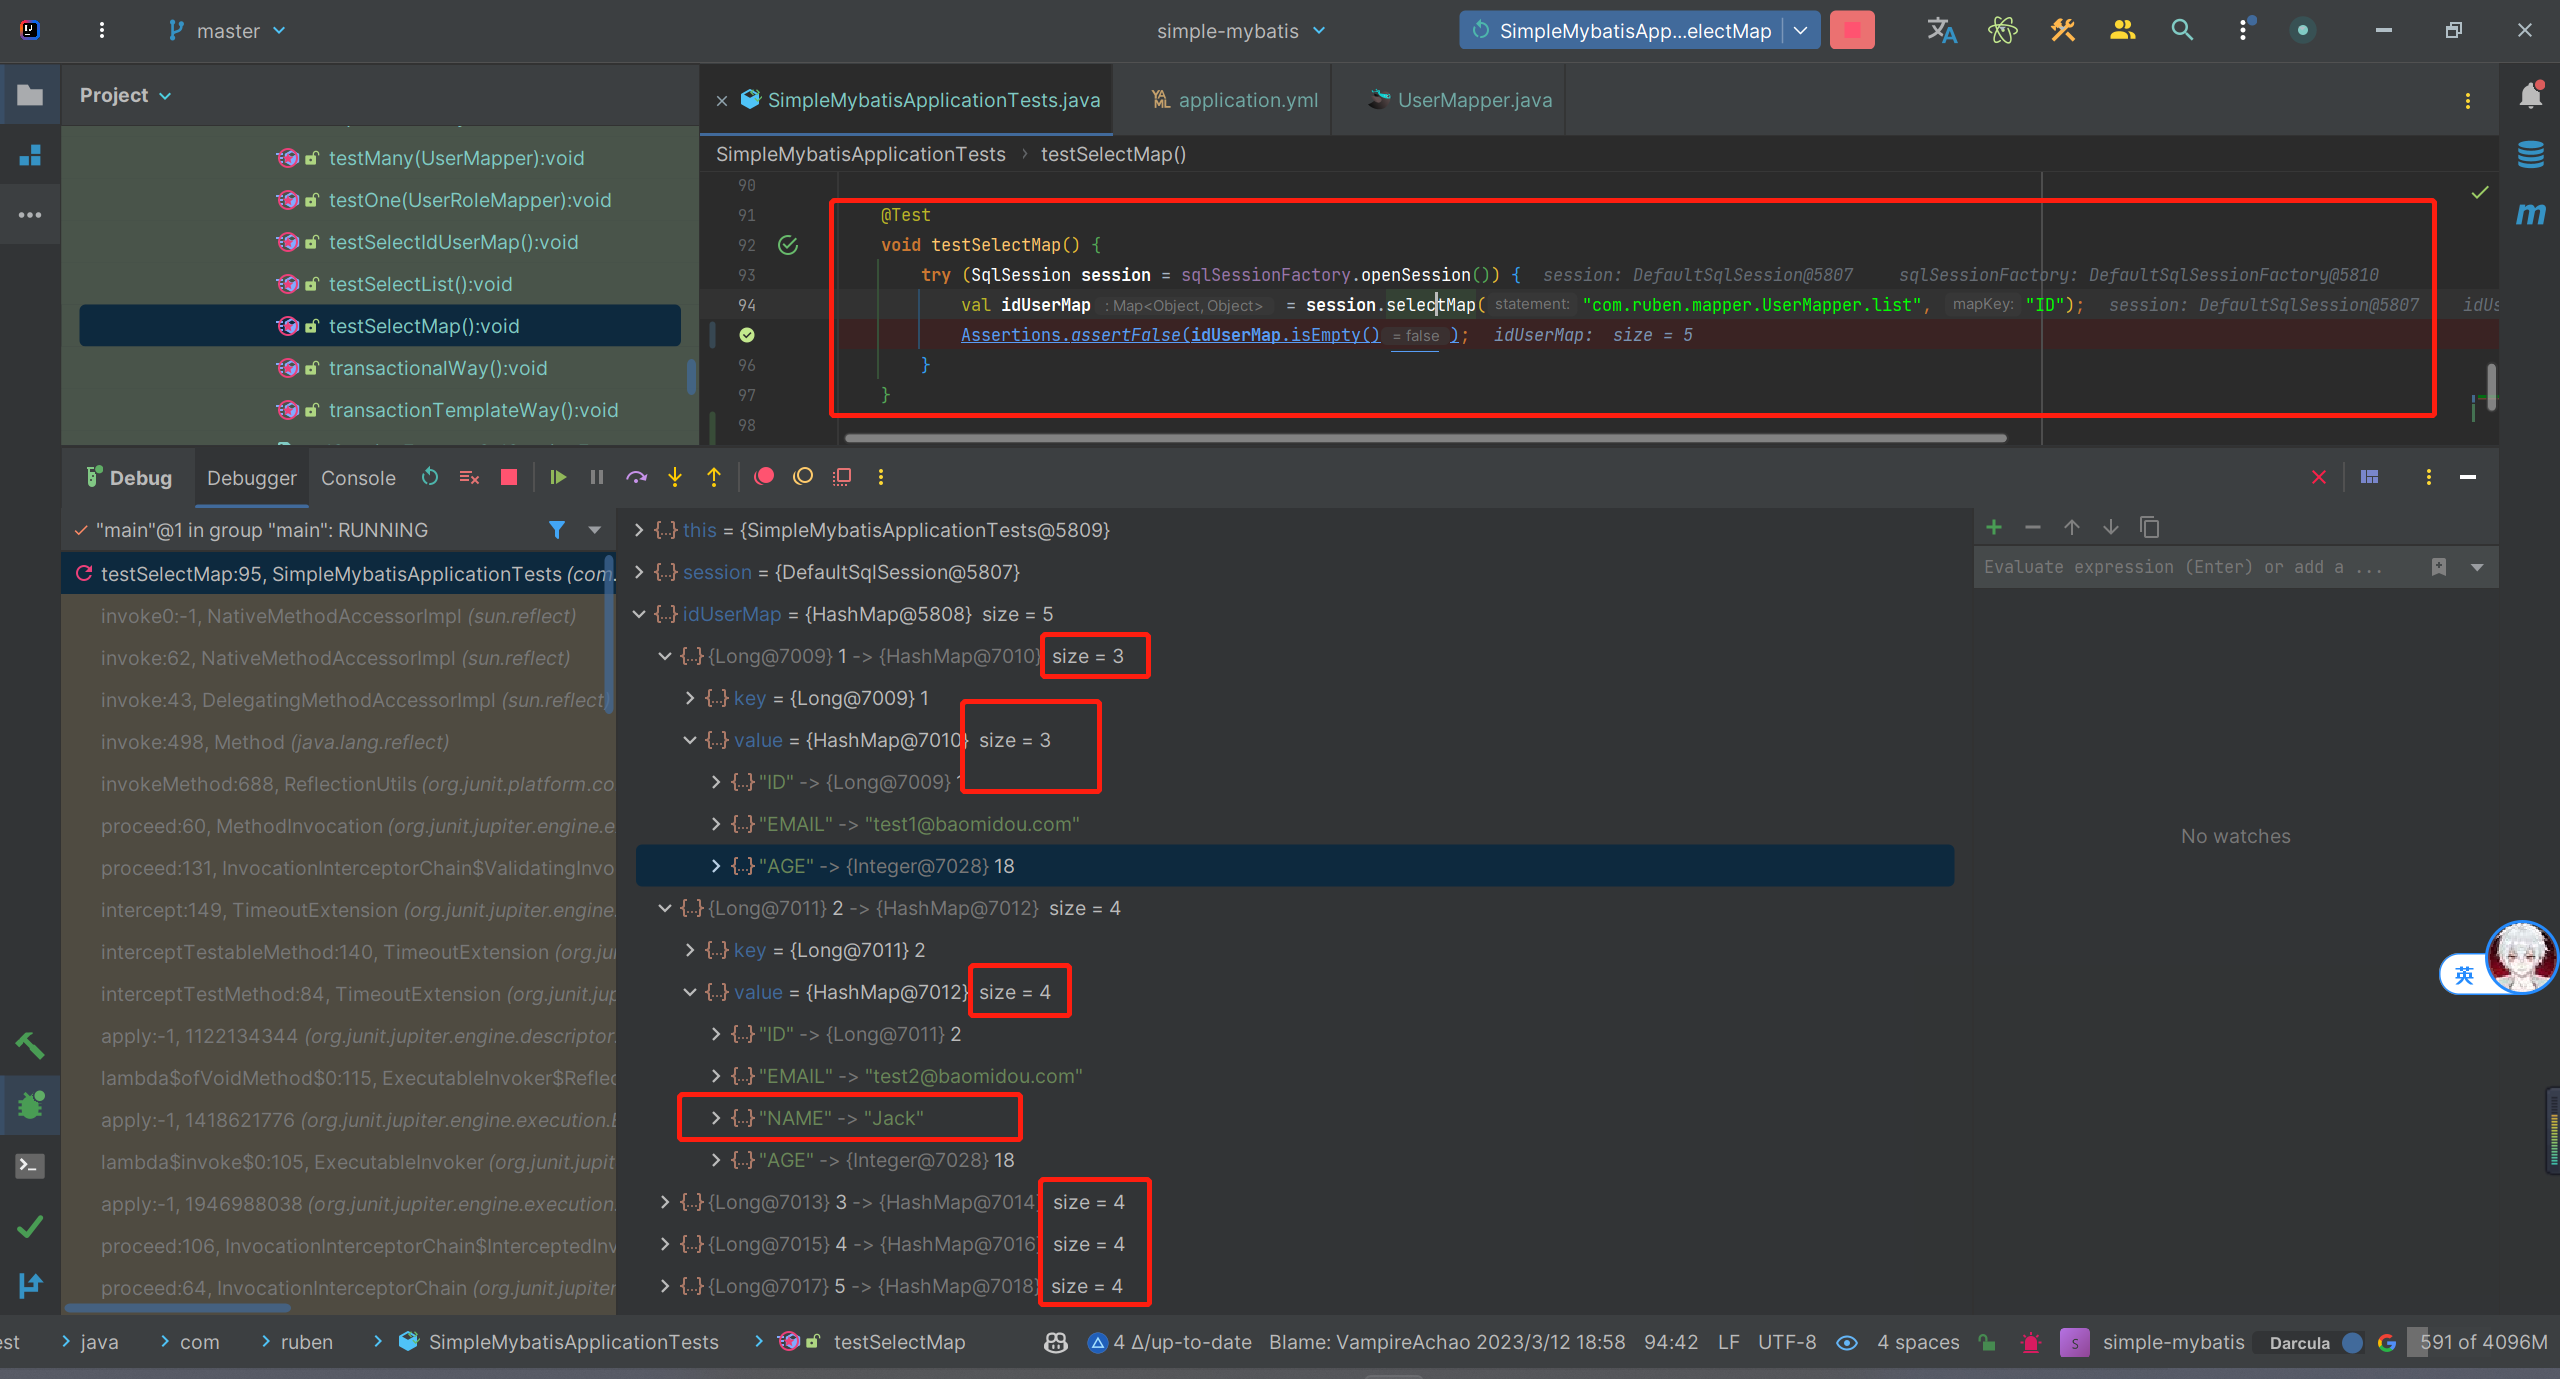 master
simple-mybatis
SimpleMybatisApp...electMap
Project
SimpleMybatisApplicationTests.java
application.yml
UserMapper.java
testMany(UserMapper):void
testOne(UserRoleMapper):void
testSelectIdUserMap():void
testSelectList():void
testSelectMap():void
transactionalWay():void
transactionTemplateWay():void
SimpleMybatisApplicationTests › testSelectMap()
90
91 @Test
92 void testSelectMap() {
93 try (SqlSession session = sqlSessionFactory.openSession()) { session: DefaultSqlSession@5807 sqlSessionFactory: DefaultSqlSessionFactory@5810
94 val idUserMap : Map<Object,Object> = session.selectMap( statement: "com.ruben.mapper.UserMapper.list", mapKey: "ID"); session: DefaultSqlSession@5807 idUs
Assertions.assertFalse(idUserMap.isEmpty() = false ); idUserMap: size = 5
96 }
97 }
98
Debug Debugger Console
"main"@1 in group "main": RUNNING
testSelectMap:95, SimpleMybatisApplicationTests (com.
invoke0:-1, NativeMethodAccessorImpl (sun.reflect)
invoke:62, NativeMethodAccessorImpl (sun.reflect)
invoke:43, DelegatingMethodAccessorImpl (sun.reflect)
invoke:498, Method (java.lang.reflect)
invokeMethod:688, ReflectionUtils (org.junit.platform.co
proceed:60, MethodInvocation (org.junit.jupiter.engine.e
proceed:131, InvocationInterceptorChain$ValidatingInvo
intercept:149, TimeoutExtension (org.junit.jupiter.engine.
interceptTestableMethod:140, TimeoutExtension (org.ju
interceptTestMethod:84, TimeoutExtension (org.junit.jup
apply:-1, 1122134344 (org.junit.jupiter.engine.descriptor
lambda$ofVoidMethod$0:115, ExecutableInvoker$Reflec
apply:-1, 1418621776 (org.junit.jupiter.engine.execution.E
lambda$invoke$0:105, ExecutableInvoker (org.junit.jupit
apply:-1, 1946988038 (org.junit.jupiter.engine.execution.
proceed:106, InvocationInterceptorChain$InterceptedInv
proceed:64, InvocationInterceptorChain (org.junit.jupiter
{...} this = {SimpleMybatisApplicationTests@5809}
{...} session = {DefaultSqlSession@5807}
{...} idUserMap = {HashMap@5808} size = 5
{...} {Long@7009} 1 -> {HashMap@7010} size = 3
{...} key = {Long@7009} 1
{...} value = {HashMap@7010} size = 3
{...} "ID" -> {Long@7009} 1
{...} "EMAIL" -> "test1@baomidou.com"
{...} "AGE" -> {Integer@7028} 18
{...} {Long@7011} 2 -> {HashMap@7012} size = 4
{...} key = {Long@7011} 2
{...} value = {HashMap@7012} size = 4
{...} "ID" -> {Long@7011} 2
{...} "EMAIL" -> "test2@baomidou.com"
{...} "NAME" -> "Jack"
{...} "AGE" -> {Integer@7028} 18
{...} {Long@7013} 3 -> {HashMap@7014} size = 4
{...} {Long@7015} 4 -> {HashMap@7016} size = 4
{...} {Long@7017} 5 -> {HashMap@7018} size = 4
Evaluate expression (Enter) or add a ...
No watches
英
est › java › com › ruben › SimpleMybatisApplicationTests › testSelectMap
4 Δ/up-to-date Blame: VampireAchao 2023/3/12 18:58 94:42 LF UTF-8 4 spaces S simple-mybatis Darcula 591 of 4096M